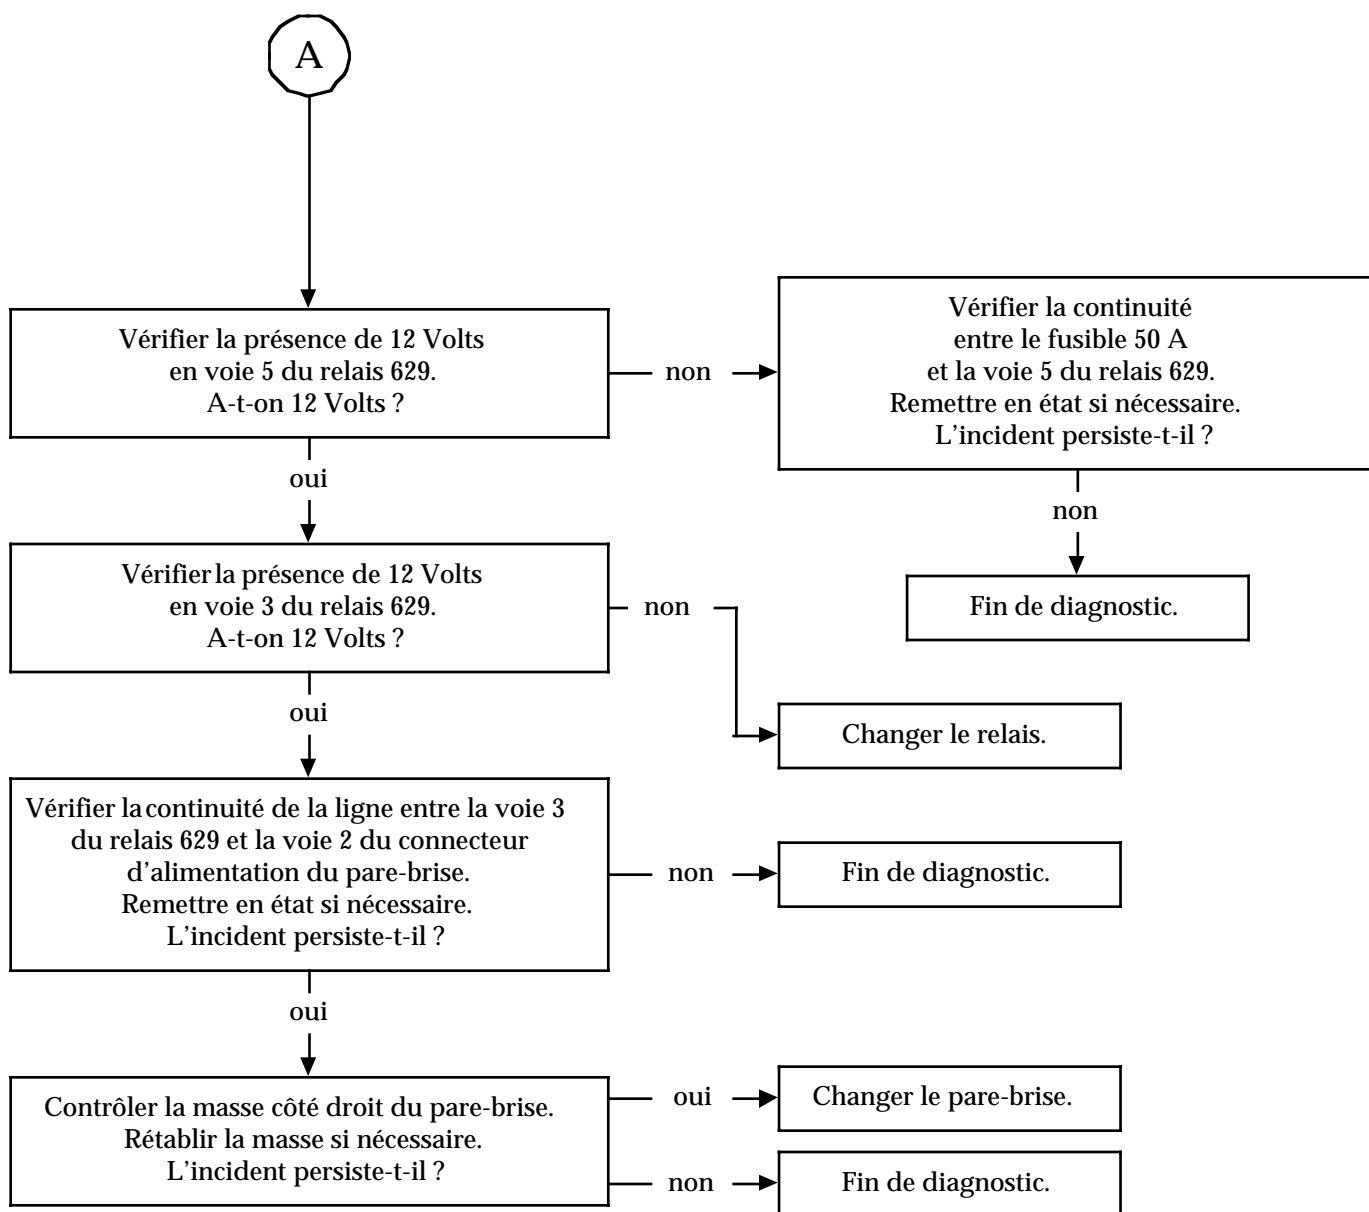 A
Vérifier la présence de 12 Volts
en voie 5 du relais 629.
A-t-on 12 Volts ?
non
Vérifier la continuité
entre le fusible 50 A
et la voie 5 du relais 629.
Remettre en état si nécessaire.
L'incident persiste-t-il ?
oui
non
Vérifier la présence de 12 Volts
en voie 3 du relais 629.
A-t-on 12 Volts ?
non
Fin de diagnostic.
oui
Changer le relais.
Vérifier la continuité de la ligne entre la voie 3
du relais 629 et la voie 2 du connecteur
d'alimentation du pare-brise.
Remettre en état si nécessaire.
L'incident persiste-t-il ?
non
Fin de diagnostic.
oui
Contrôler la masse côté droit du pare-brise.
Rétablir la masse si nécessaire.
L'incident persiste-t-il ?
oui
Changer le pare-brise.
non
Fin de diagnostic.